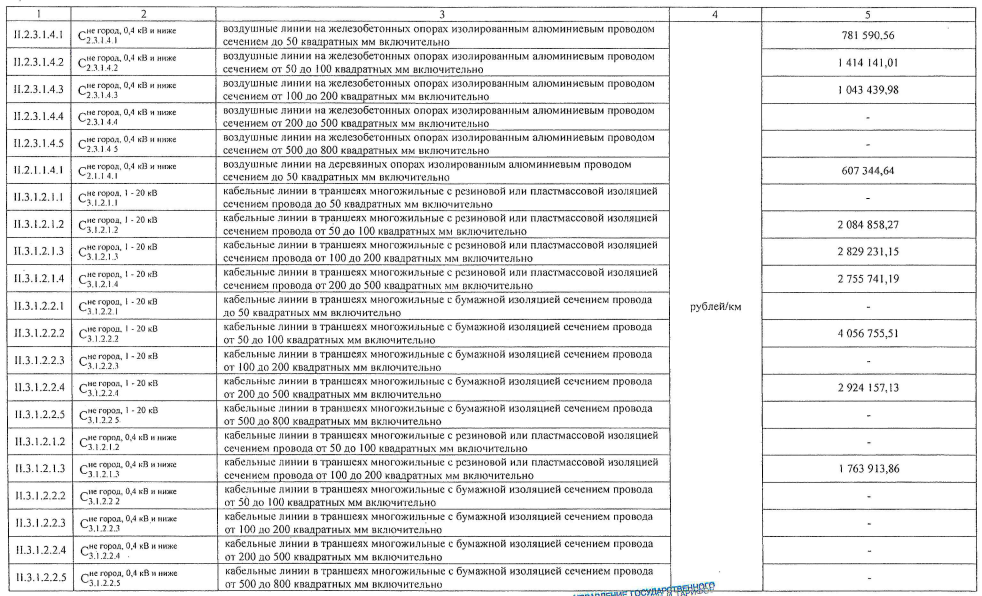 1 2 3 4 5
II.2.3.1.4.1 C не город, 0,4 кВ и ниже 2.3.1.4.1 воздушные линии на железобетонных опорах изолированным алюминиевым проводом
сечением до 50 квадратных мм включительно 781 590,56
II.2.3.1.4.2 C не город, 0,4 кВ и ниже 2.3.1.4.2 воздушные линии на железобетонных опорах изолированным алюминиевым проводом
сечением от 50 до 100 квадратных мм включительно 1 414 141,01
II.2.3.1.4.3 C не город, 0,4 кВ и ниже 2.3.1.4.3 воздушные линии на железобетонных опорах изолированным алюминиевым проводом
сечением от 100 до 200 квадратных мм включительно 1 043 439,98
II.2.3.1.4.4 C не город, 0,4 кВ и ниже 2.3.1 4.4 воздушные линии на железобетонных опорах изолированным алюминиевым проводом
сечением от 200 до 500 квадратных мм включительно -
II.2.3.1.4.5 C не город, 0,4 кВ и ниже 2.3.1.4 5 воздушные линии на железобетонных опорах изолированным алюминиевым проводом
сечением от 500 до 800 квадратных мм включительно -
II.2.1.1.4.1 C не город, 0,4 кВ и ниже 2.1.1 4.1 воздушные линии на деревянных опорах изолированным алюминиевым проводом
сечением до 50 квадратных мм включительно 607 344,64
II.3.1.2.1.1 C не город, 1 - 20 кВ 3.1.2.1.1 кабельные линии в траншеях многожильные с резиновой или пластмассовой изоляцией
сечением провода до 50 квадратных мм включительно -
II.3.1.2.1.2 C не город, 1 - 20 кВ 3.1.2.1.2 кабельные линии в траншеях многожильные с резиновой или пластмассовой изоляцией
сечением провода от 50 до 100 квадратных мм включительно 2 084 858,27
II.3.1.2.1.3 C не город, 1 - 20 кВ 3.1.2.1.3 кабельные линии в траншеях многожильные с резиновой или пластмассовой изоляцией
сечением провода от 100 до 200 квадратных мм включительно 2 829 231,15
II.3.1.2.1.4 C не город, 1 - 20 кВ 3.1.2.1.4 кабельные линии в траншеях многожильные с резиновой или пластмассовой изоляцией
сечением провода от 200 до 500 квадратных мм включительно 2 755 741,19
II.3.1.2.2.1 C не город, 1 - 20 кВ 3.1.2.2.1 кабельные линии в траншеях многожильные с бумажной изоляцией сечением провода
до 50 квадратных мм включительно рублей/км -
II.3.1.2.2.2 C не город, 1 - 20 кВ 3.1.2.2.2 кабельные линии в траншеях многожильные с бумажной изоляцией сечением провода
от 50 до 100 квадратных мм включительно 4 056 755,51
II.3.1.2.2.3 C не город, 1 - 20 кВ 3.1.2.2.3 кабельные линии в траншеях многожильные с бумажной изоляцией сечением провода
от 100 до 200 квадратных мм включительно -
II.3.1.2.2.4 C не город, 1 - 20 кВ 3.1.2.2.4 кабельные линии в траншеях многожильные с бумажной изоляцией сечением провода
от 200 до 500 квадратных мм включительно 2 924 157,13
II.3.1.2.2.5 C не город, 1 - 20 кВ 3.1.2.2 5 кабельные линии в траншеях многожильные с бумажной изоляцией сечением провода
от 500 до 800 квадратных мм включительно -
II.3.1.2.1.2 C не город, 0,4 кВ и ниже 3.1.2.1.2 кабельные линии в траншеях многожильные с резиновой или пластмассовой изоляцией
сечением провода от 50 до 100 квадратных мм включительно -
II.3.1.2.1.3 C не город, 0,4 кВ и ниже 3.1.2.1.3 кабельные линии в траншеях многожильные с резиновой или пластмассовой изоляцией
сечением провода от 100 до 200 квадратных мм включительно 1 763 913,86
II.3.1.2.2.2 C не город, 0,4 кВ и ниже 3.1.2.2 2 кабельные линии в траншеях многожильные с бумажной изоляцией сечением провода
от 50 до 100 квадратных мм включительно -
II.3.1.2.2.3 C не город, 0,4 кВ и ниже 3.1.2.2.3 кабельные линии в траншеях многожильные с бумажной изоляцией сечением провода
от 100 до 200 квадратных мм включительно -
II.3.1.2.2.4 C не город, 0,4 кВ и ниже 3.1.2.2.4 кабельные линии в траншеях многожильные с бумажной изоляцией сечением провода
от 200 до 500 квадратных мм включительно -
II.3.1.2.2.5 C не город, 0,4 кВ и ниже 3.1.2.2.5 кабельные линии в траншеях многожильные с бумажной изоляцией сечением провода
от 500 до 800 квадратных мм включительно -
ГОСУДАРСТВЕННОГО